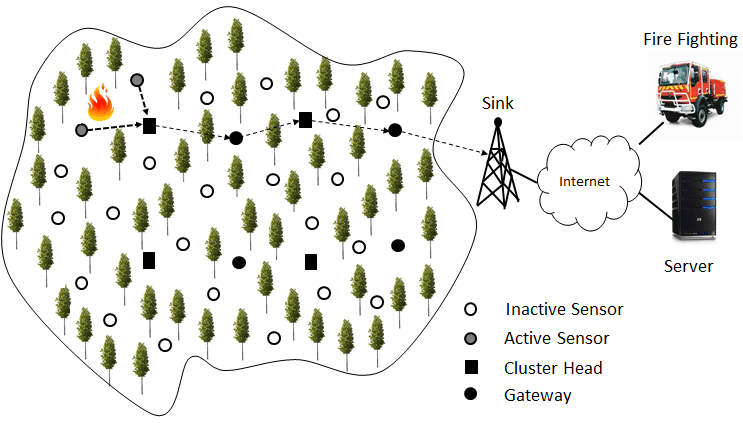 Fire Fighting
Sink
Internet
Server
Inactive Sensor
Active Sensor
Cluster Head
Gateway